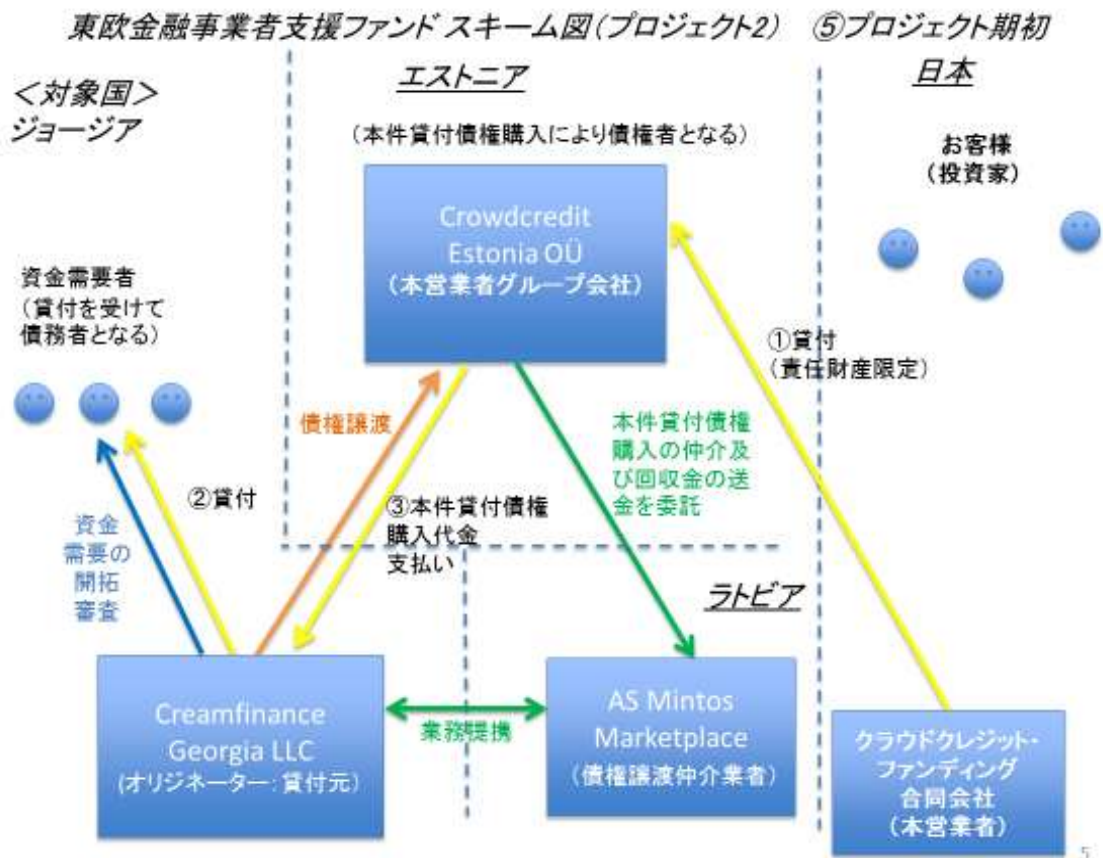 東欧金融事業者支援ファンド スキーム図(プロジェクト2) ⑤プロジェクト期初
＜対象国＞
ジョージア
エストニア
日本
(本件貸付債権購入により債権者となる)
お客様
(投資家)
Crowdcredit
Estonia OÜ
(本営業者グループ会社)
資金需要者
(貸付を受けて
債務者となる)
①貸付
(責任財産限定)
債権譲渡
本件貸付債権
購入の仲介及
び回収金の送
金を委託
②貸付
③本件貸付債権
購入代金
支払い
資金
需要の
開拓
審査
ラトビア
Creamfinance
Georgia LLC
(オリジネーター：貸付元)
業務提携
AS Mintos
Marketplace
(債権譲渡仲介業者)
クラウドクレジット・
ファンディング
合同会社
(本営業者)
5